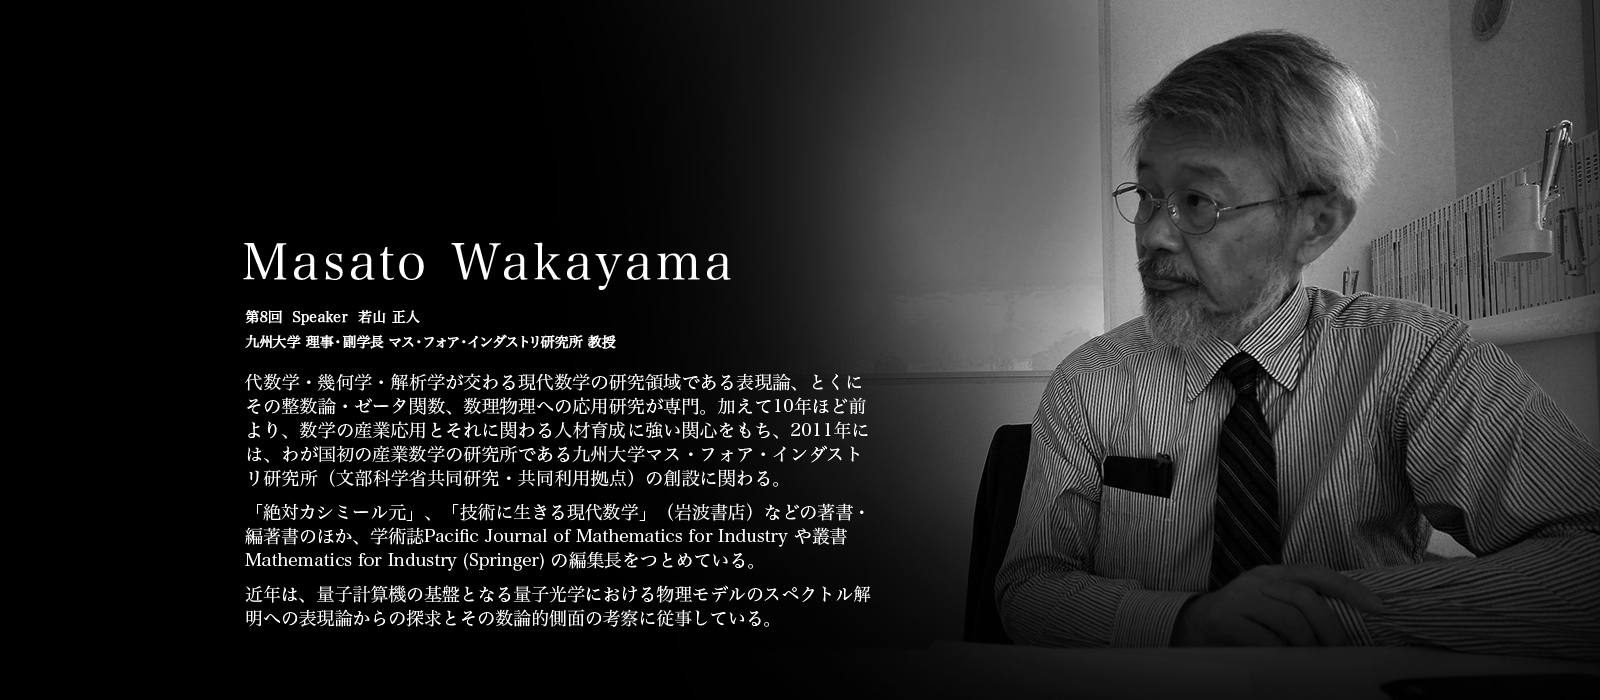 Masato Wakayama
第8回 Speaker 若山 正人
九州大学 理事・副学長 マス・フォア・インダストリ研究所 教授
代数学・幾何学・解析学が交わる現代数学の研究領域である表現論、とくに
その整数論・ゼータ関数、数理物理への応用研究が専門。加えて10年ほど前
より、数学の産業応用とそれに関わる人材育成に強い関心をもち、2011年に
は、わが国初の産業数学の研究所である九州大学マス・フォア・インダスト
リ研究所（文部科学省共同研究・共同利用拠点）の創設に関わる。
「絶対カシミール元」、「技術に生きる現代数学」（岩波書店）などの著書・
編著書のほか、学術誌Pacific Journal of Mathematics for Industry や叢書
Mathematics for Industry (Springer) の編集長をつとめている。
近年は、量子計算機の基盤となる量子光学における物理モデルのスペクトル解
明への表現論からの探求とその数論的側面の考察に従事している。